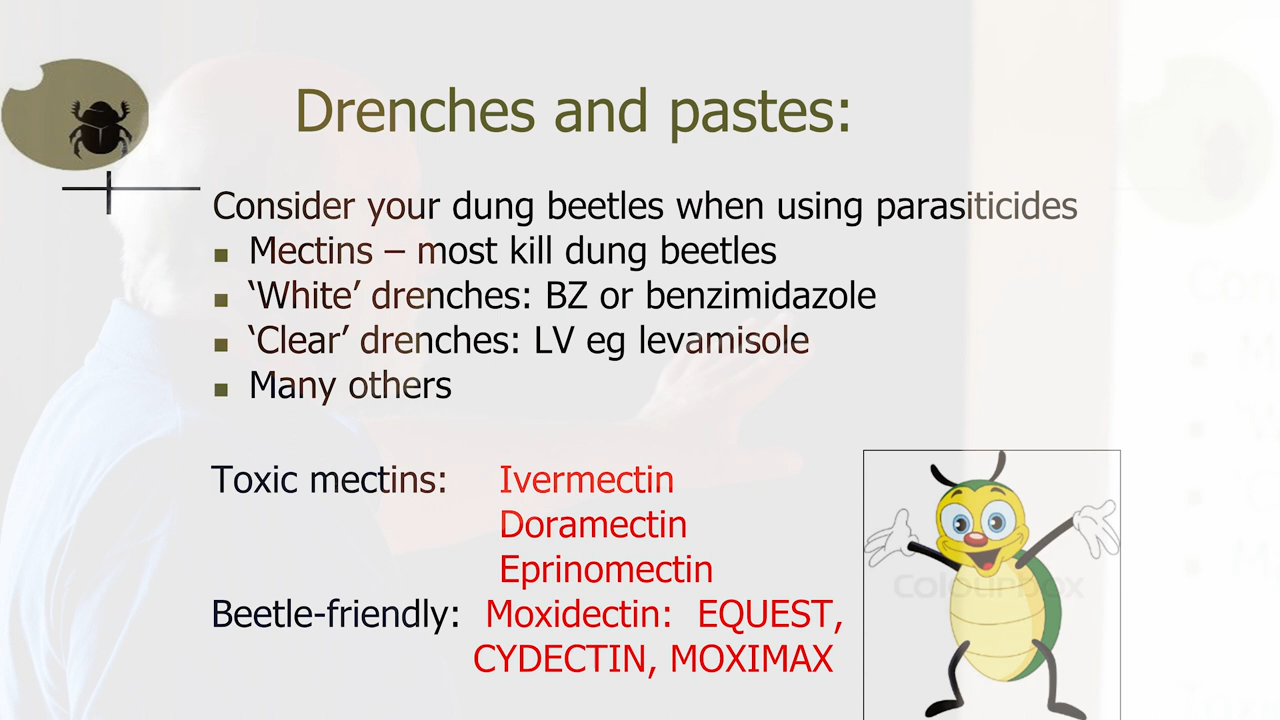 Drenches and pastes:
Consider your dung beetles when using parasiticides
Mectins – most kill dung beetles
‘White’ drenches: BZ or benzimidazole
‘Clear’ drenches: LV eg levamisole
Many others
Toxic mectins: Ivermectin
Doramectin
Eprinomectin
Beetle-friendly: Moxidectin: EQUEST,
CYDECTIN, MOXIMAX
Colourbox